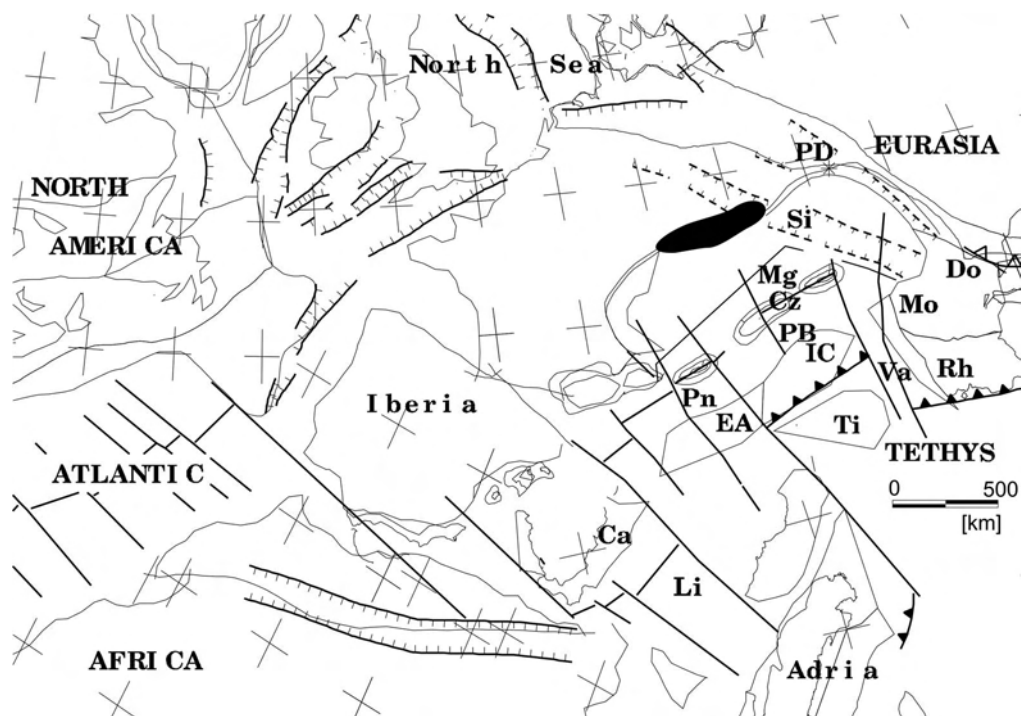 North Sea
PD
EURASIA
NORTH
AMERICA
Si
Do
Mg
Cz
Mo
PB
IC
Va
Rh
Pn
Iberia
EA
Ti
TETHYS
ATLANTIC
0 500
[km]
Ca
Li
AFRICA
Adria